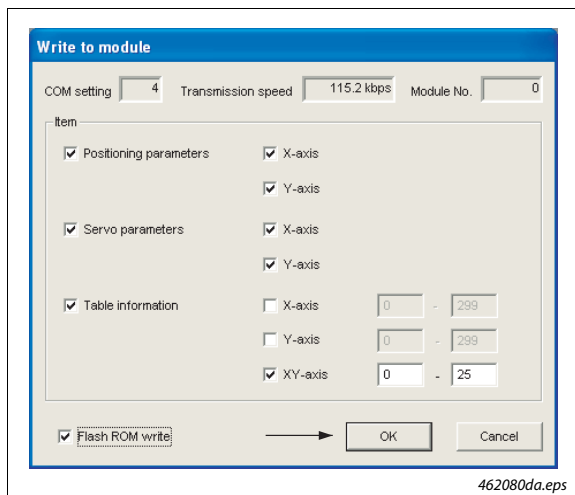 Write to module
COM setting 4 Transmission speed 115.2 kbps Module No. 0
Item
Positioning parameters X-axis
Y-axis
Servo parameters X-axis
Y-axis
Table information X-axis 0 - 299
Y-axis 0 - 299
XY-axis 0 - 25
Flash ROM write OK Cancel
462080da.eps